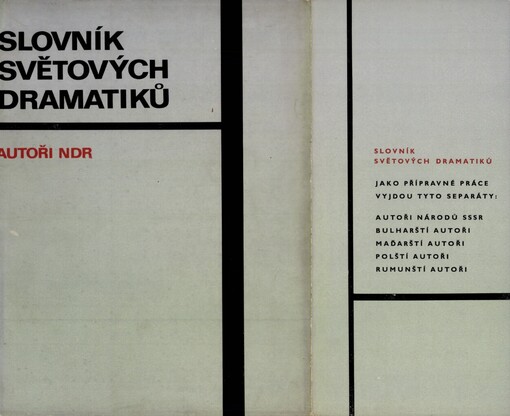 SLOVNÍK
SVĚTOVÝCH
DRAMATIKŮ
AUTOŘI NDR
SLOVNÍK
SVĚTOVÝCH DRAMATIKŮ
JAKO PŘÍPRAVNÉ PRÁCE
VYJDOU TYTO SEPARÁTY:
AUTOŘI NÁRODŮ SSSR
BULHARŠTÍ AUTOŘI
MAĎARŠTÍ AUTOŘI
POLŠTÍ AUTOŘI
RUMUNŠTÍ AUTOŘI